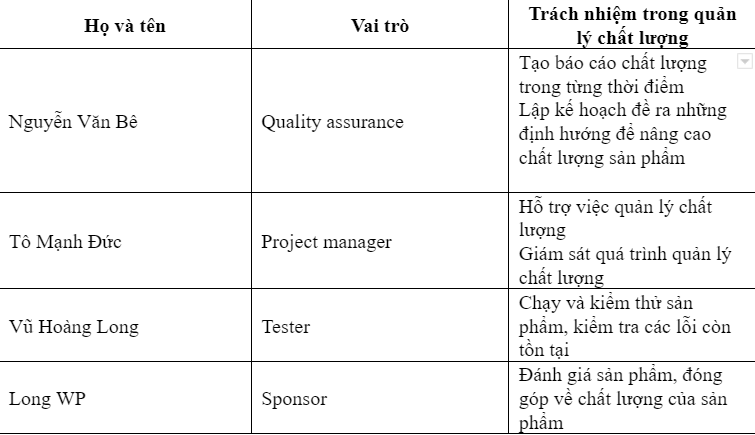 Họ và tên
Vai trò
Trách nhiệm trong quản
lý chất lượng
Nguyễn Văn Bê
Quality assurance
Tạo báo cáo chất lượng
trong từng thời điểm
Lập kế hoạch đề ra những
định hướng để nâng cao
chất lượng sản phẩm
Tô Mạnh Đức
Project manager
Hỗ trợ việc quản lý chất
lượng
Giám sát quá trình quản lý
chất lượng
Vũ Hoàng Long
Tester
Chạy và kiểm thử sản
phẩm, kiểm tra các lỗi còn
tồn tại
Long WP
Sponsor
Đánh giá sản phẩm, đóng
góp về chất lượng của sản
phẩm